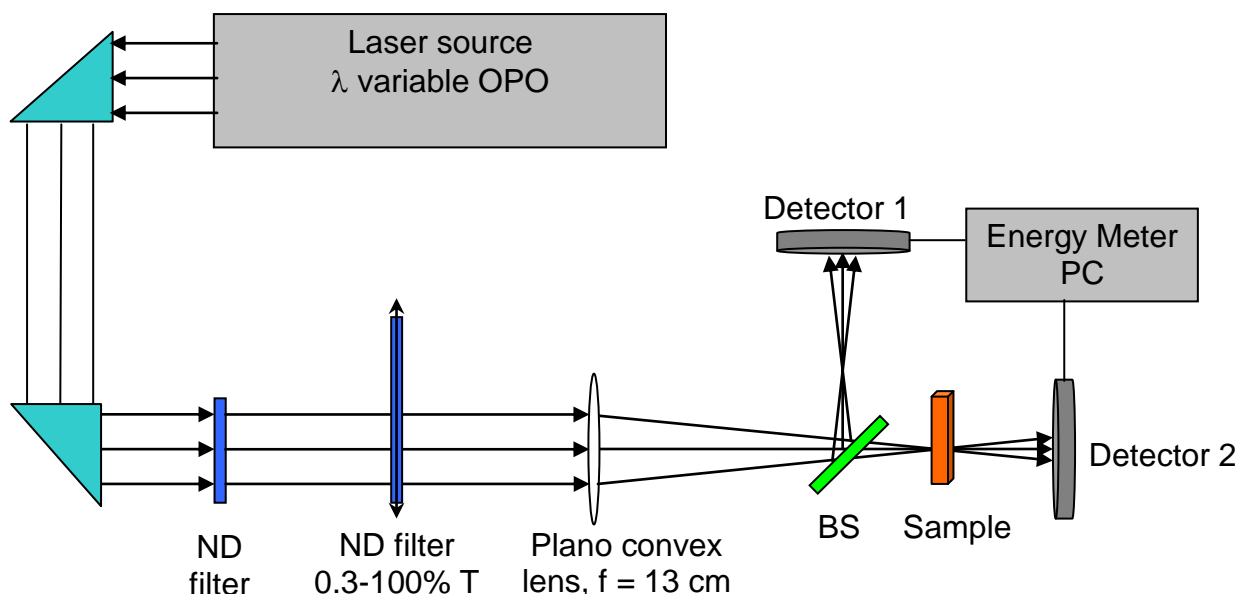 Laser source
λ variable OPO
Detector 1
Energy Meter
PC
Detector 2
BS
Sample
ND
filter
ND filter
0.3-100% T
Plano convex
lens, f = 13 cm